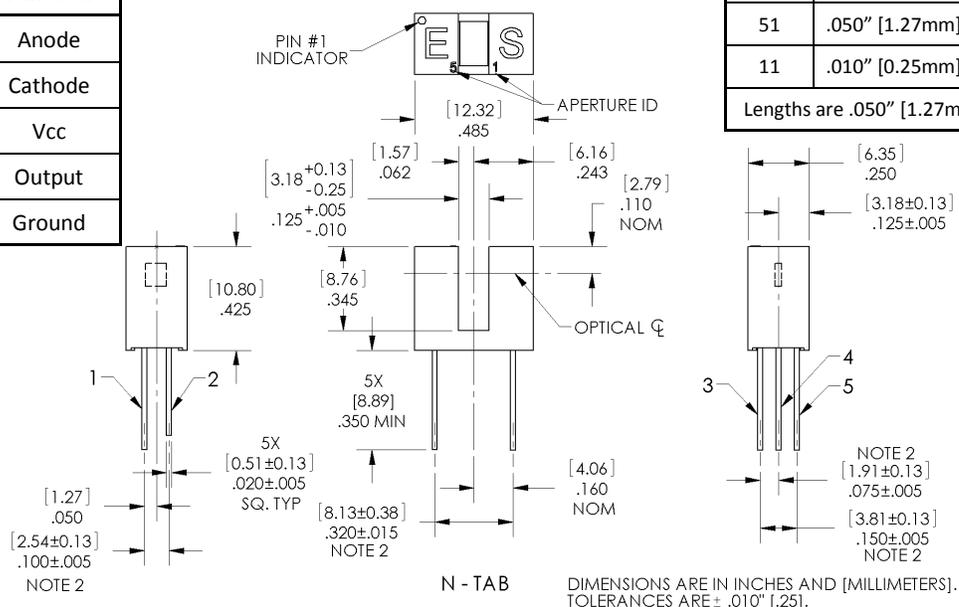 Anode
Cathode
Vcc
Output
Ground
51 .050” [1.27mm]
11 .010” [0.25mm]
Lengths are .050” [1.27m
PIN #1
INDICATOR
E S
5 1
APERTURE ID
[12.32]
.485
[1.57]
.062
[6.16]
.243
[3.18 +0.13 -0.25]
.125 +.005 -.010
[2.79]
.110
NOM
[6.35]
.250
[3.18±0.13]
.125±.005
[10.80]
.425
[8.76]
.345
OPTICAL ℄
1
2
5X
[8.89]
.350 MIN
3
4
5
5X
[0.51±0.13]
.020±.005
SQ. TYP
[1.27]
.050
[2.54±0.13]
.100±.005
NOTE 2
[8.13±0.38]
.320±.015
NOTE 2
[4.06]
.160
NOM
NOTE 2
[1.91±0.13]
.075±.005
[3.81±0.13]
.150±.005
NOTE 2
N - TAB
DIMENSIONS ARE IN INCHES AND [MILLIMETERS].
TOLERANCES ARE ± .010" [.25].